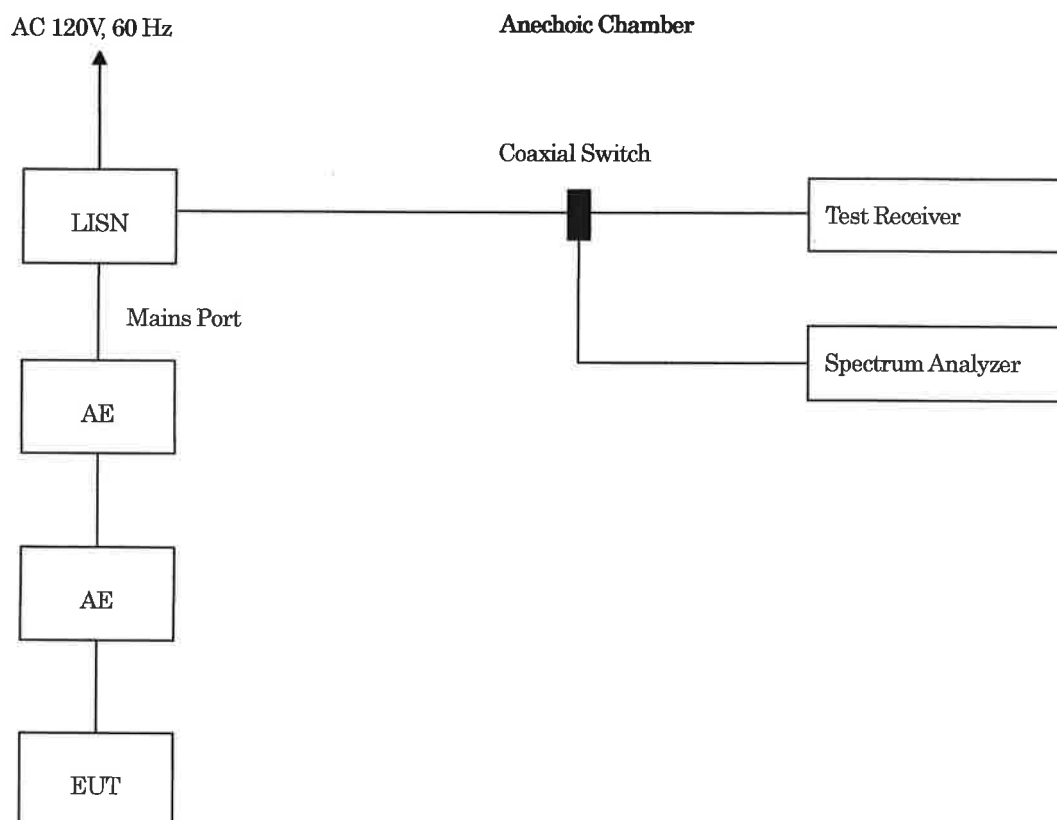 AC 120V, 60 Hz
Anechoic Chamber
Coaxial Switch
LISN
Test Receiver
Mains Port
Spectrum Analyzer
AE
AE
EUT